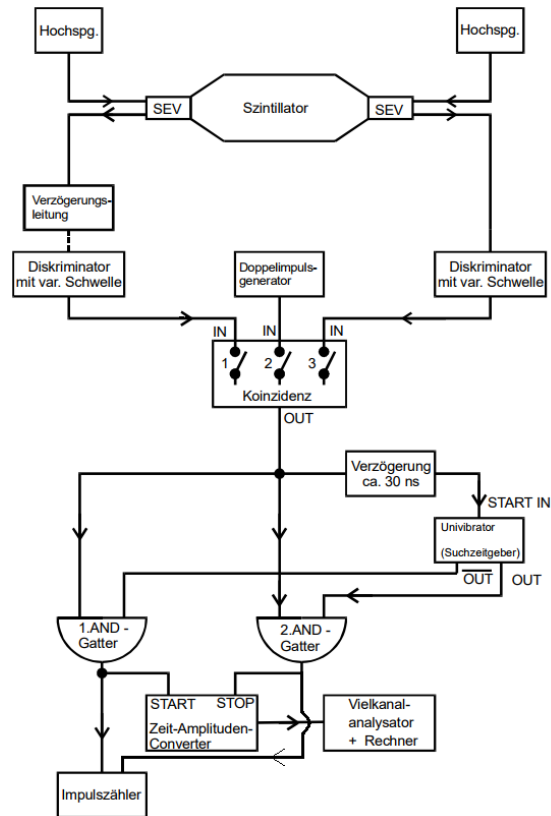 Hochspg.
Hochspg.
SEV
Szintillator
SEV
Verzögerungs-
leitung
Diskriminator
mit var. Schwelle
Doppelimpuls-
generator
Diskriminator
mit var. Schwelle
IN
IN
IN
1
2
3
Koinzidenz
OUT
Verzögerung
ca. 30 ns
START IN
Univibrator
(Suchzeitgeber)
OUT
OUT
1.AND -
Gatter
2.AND -
Gatter
START
STOP
Zeit-Amplituden-
Converter
Vielkanal-
analysator
+ Rechner
Impulszähler